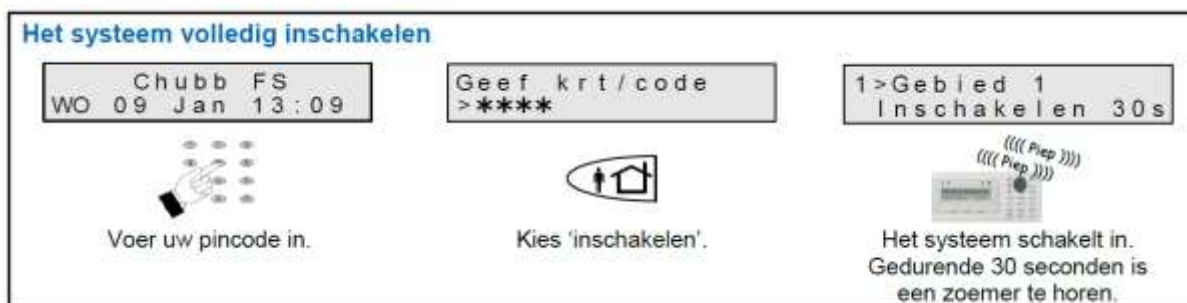 Het systeem volledig inschakelen
Chubb FS
WO 09 Jan 13:09
Voer uw pincode in.
Geef krt/code
>****
Kies 'inschakelen'.
1>Gebied 1
Inschakelen 30s
(((( Piep ))))
(((( Piep ))))
Het systeem schakelt in.
Gedurende 30 seconden is
een zoemer te horen.